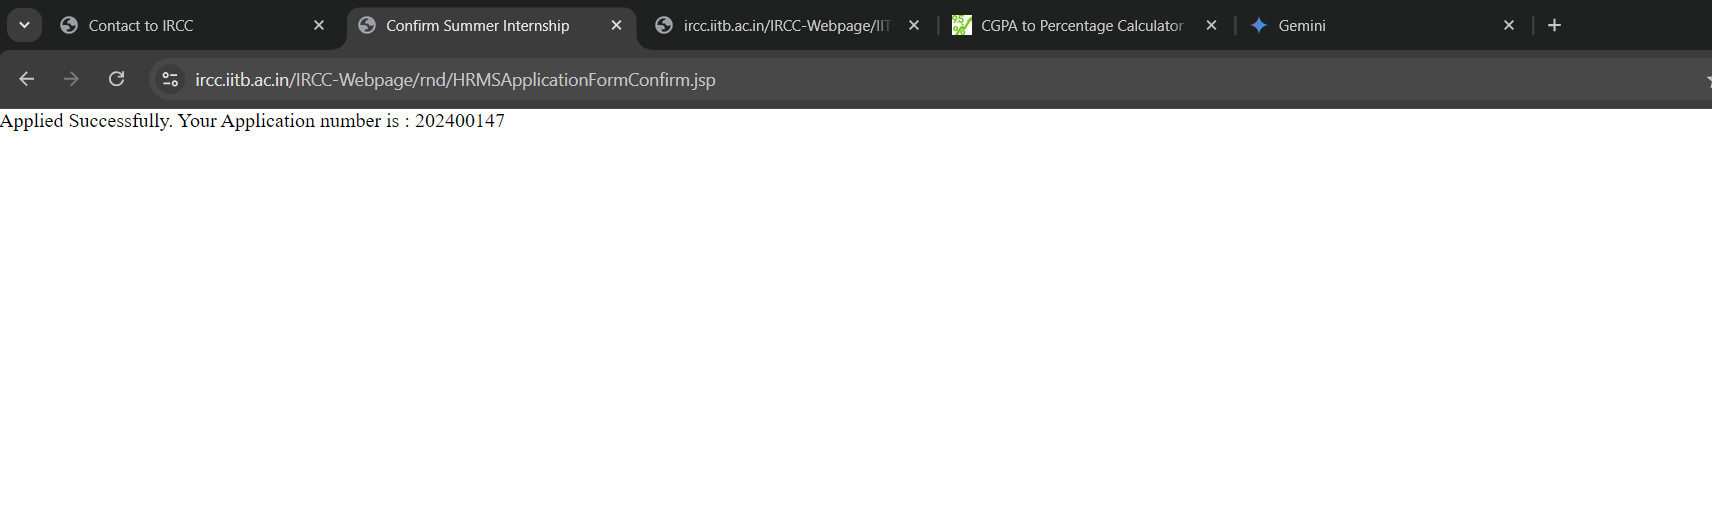 Contact to IRCC
Confirm Summer Internship
ircc.iitb.ac.in/IRCC-Webpage/IIT
CGPA to Percentage Calculator
Gemini
ircc.iitb.ac.in/IRCC-Webpage/rnd/HRMSApplicationFormConfirm.jsp
Applied Successfully. Your Application number is : 202400147